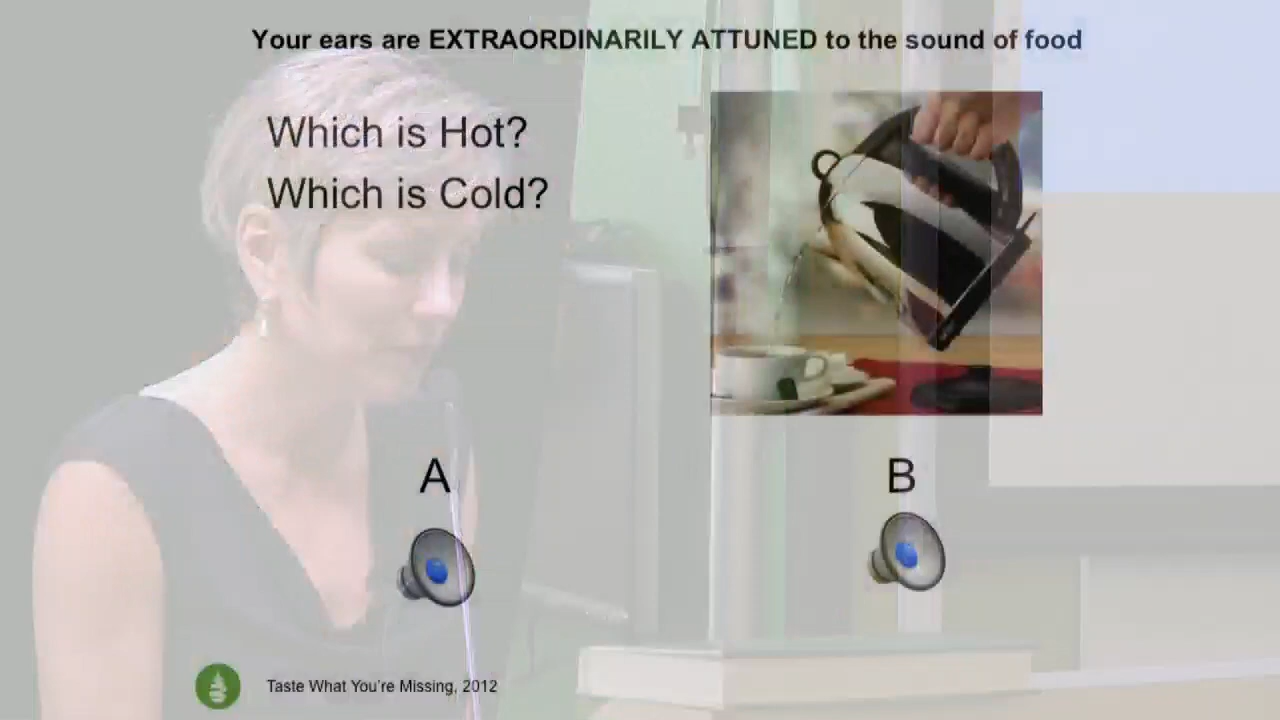 Your ears are EXTRAORDINARILY ATTUNED to the sound of food
Which is Hot?
Which is Cold?
A
B
Taste What You're Missing, 2012